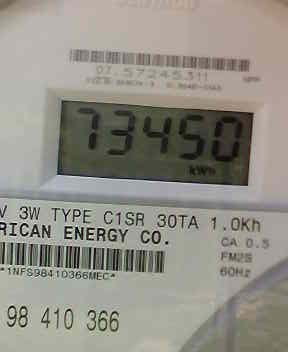 07.57245311
73450
kWh
V 3W TYPE C1SR 30TA 1.0Kh
RICAN ENERGY CO.
CA 0.5
FM2S
60Hz
*1NFS98410366MEC*
98 410 366